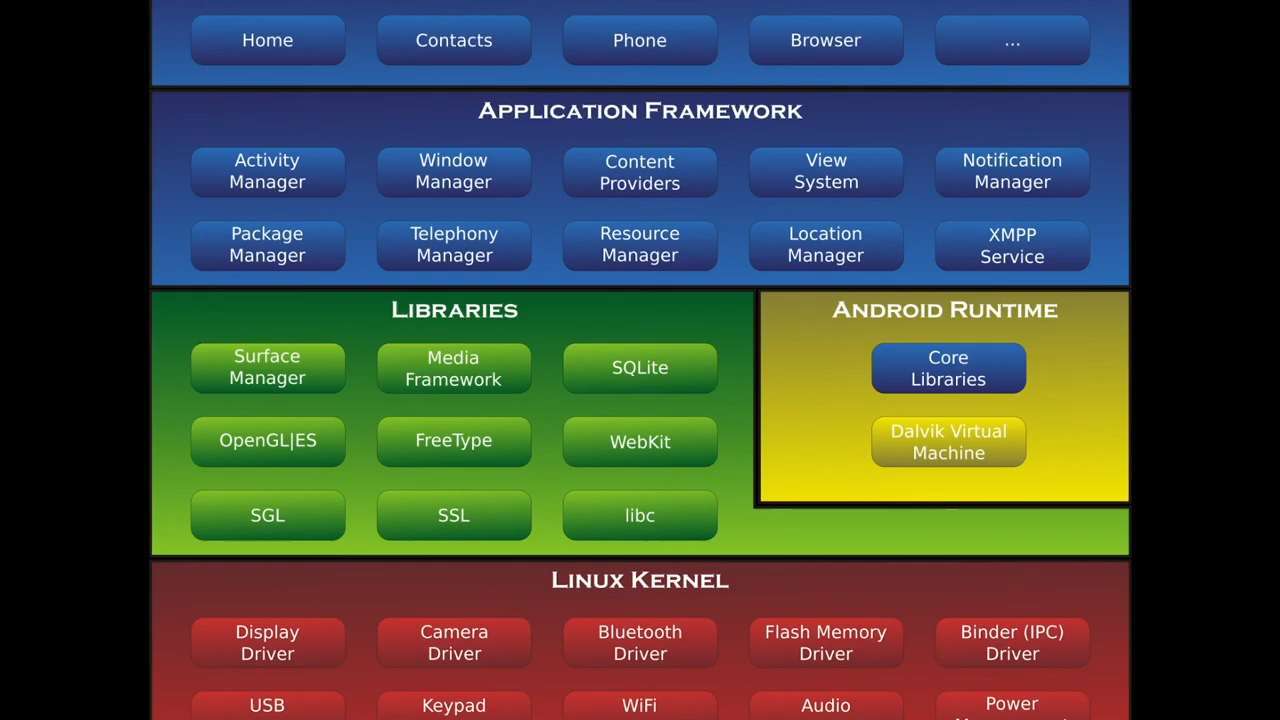 Home
Contacts
Phone
Browser
...
Application Framework
Activity
Manager
Window
Manager
Content
Providers
View
System
Notification
Manager
Package
Manager
Telephony
Manager
Resource
Manager
Location
Manager
XMPP
Service
Libraries
Surface
Manager
Media
Framework
SQLite
OpenGL|ES
FreeType
WebKit
SGL
SSL
libc
Android Runtime
Core
Libraries
Dalvik Virtual
Machine
Linux Kernel
Display
Driver
Camera
Driver
Bluetooth
Driver
Flash Memory
Driver
Binder (IPC)
Driver
USB
Keypad
WiFi
Audio
Power